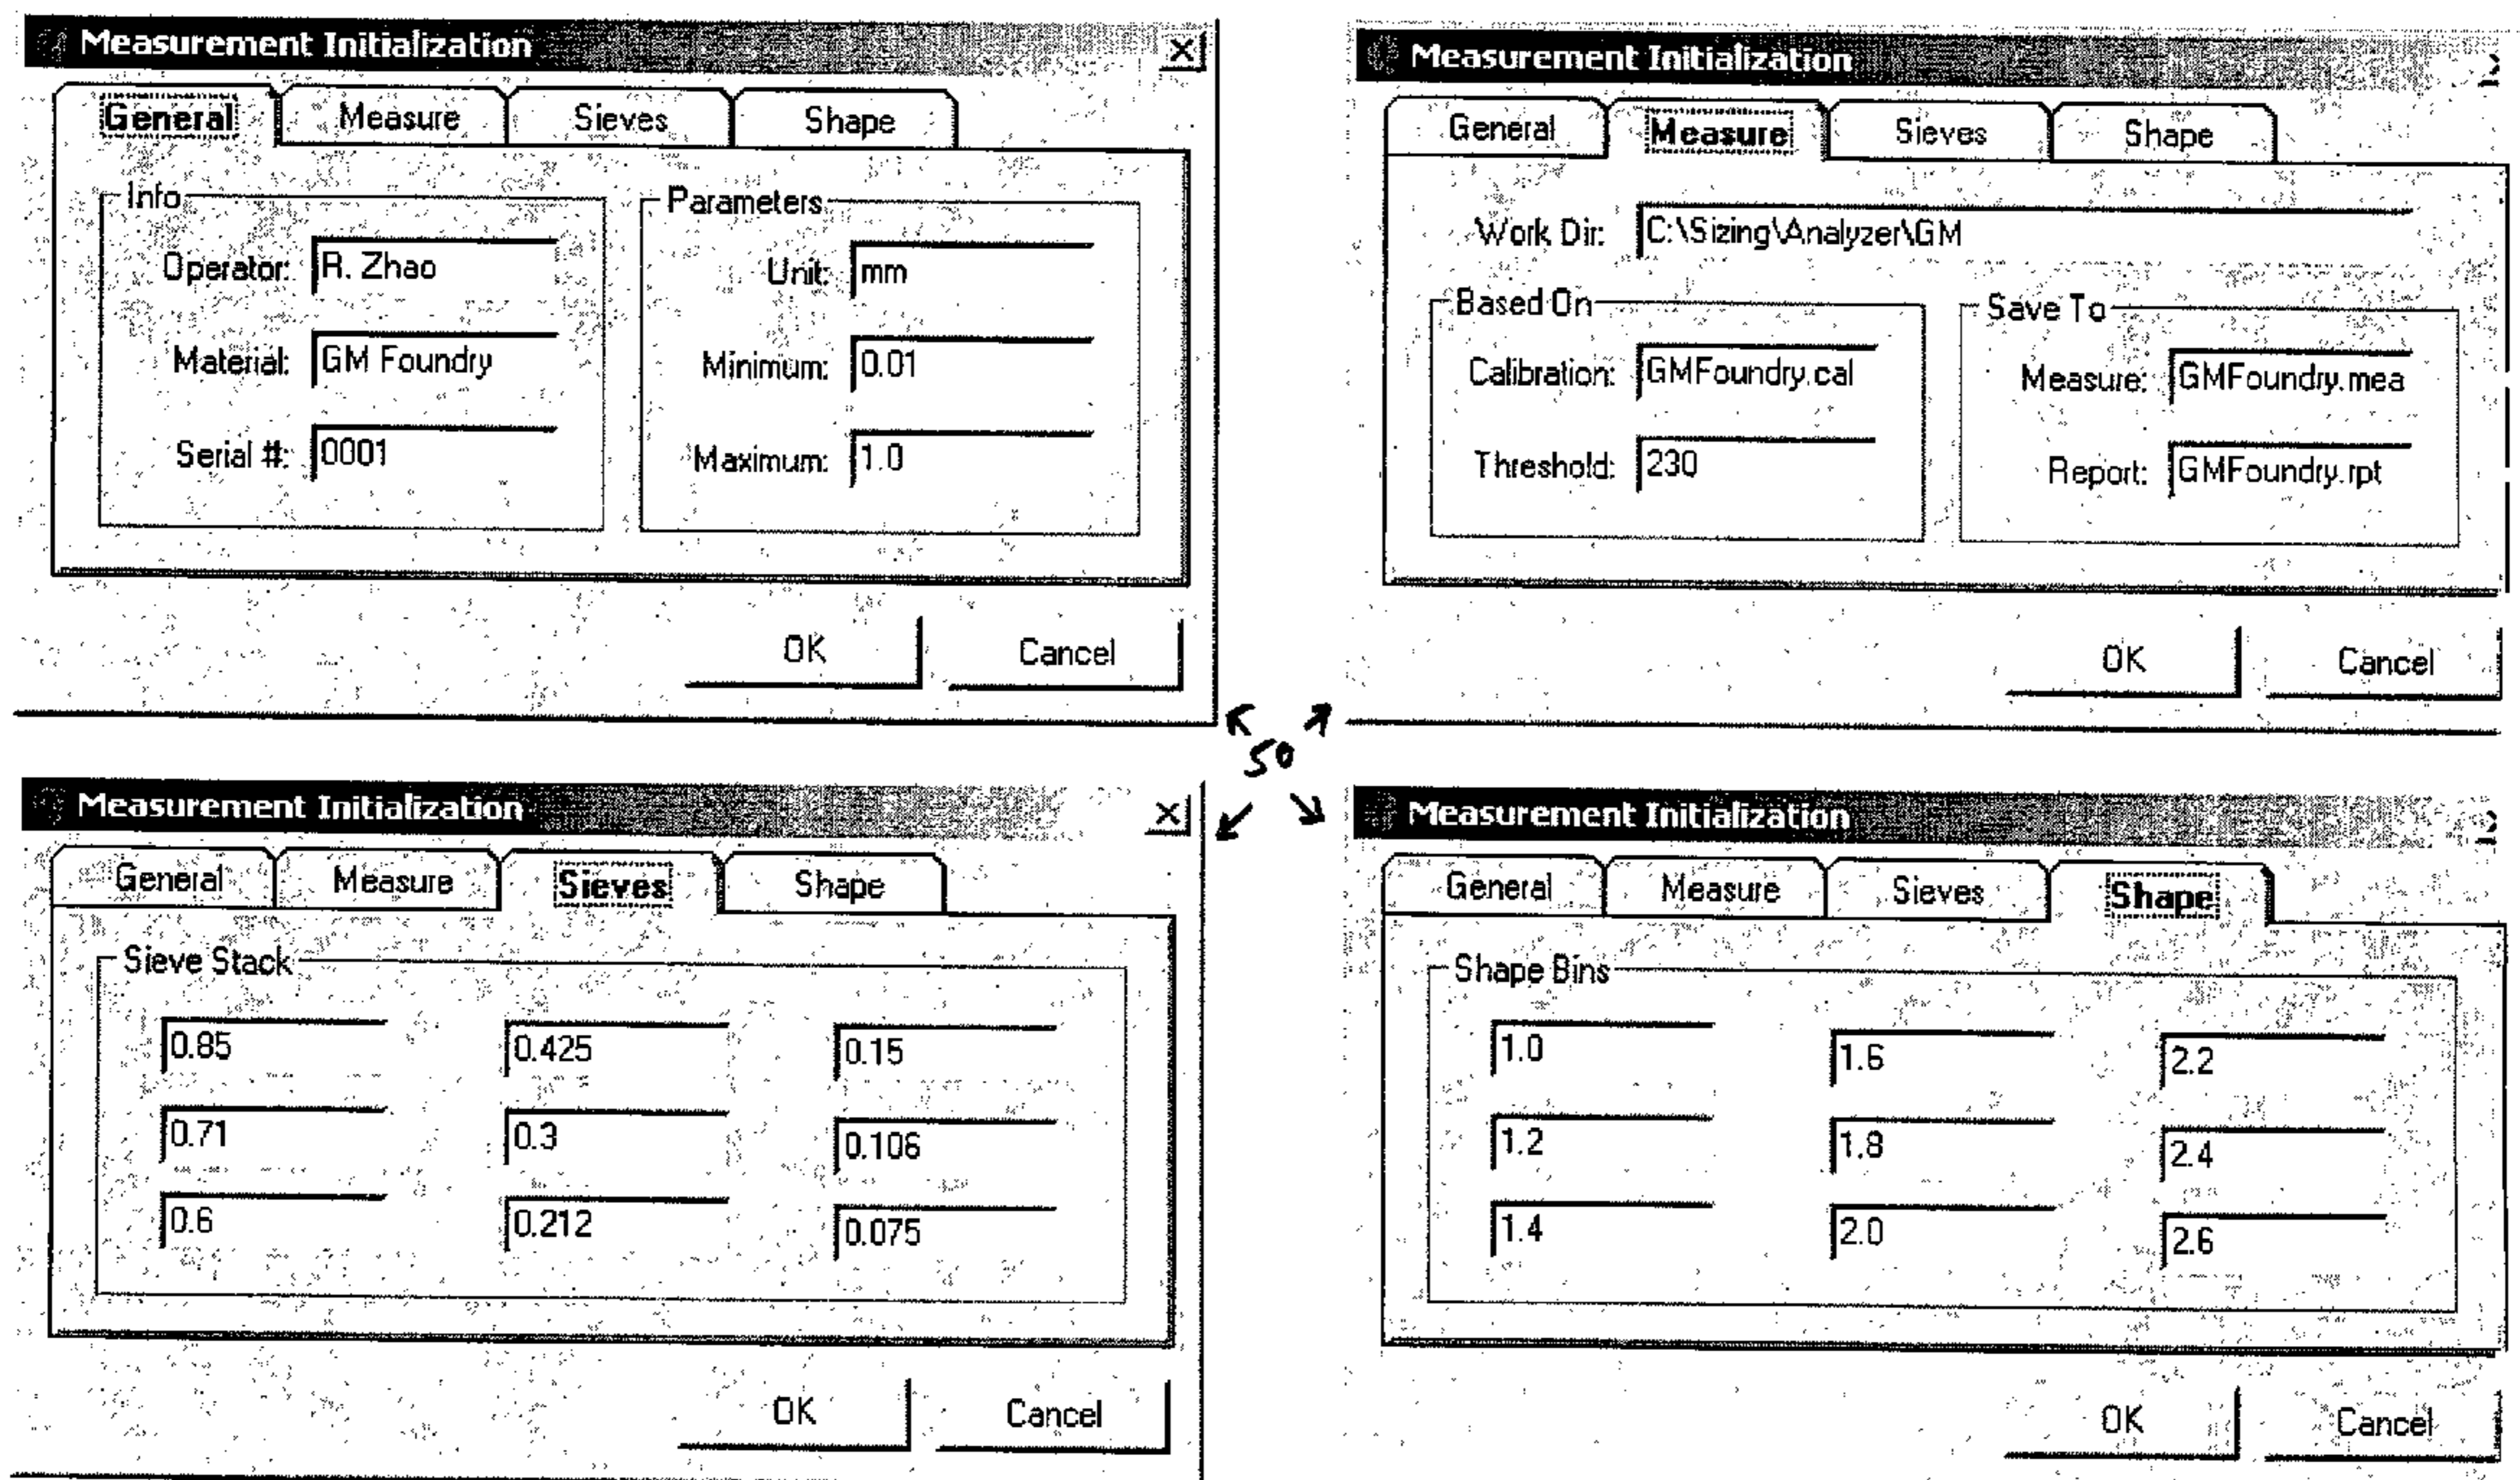 Measurement Initialization
General Measure Sieves Shape
Info
Operator: R. Zhao
Material: GM Foundry
Serial #: 0001
Parameters
Unit: mm
Minimum: 0.01
Maximum: 1.0
OK Cancel
Measurement Initialization
General Measure Sieves Shape
Work Dir: C:\Sizing\Analyzer\GM
Based On
Calibration: GMFoundry.cal
Threshold: 230
Save To
Measure: GMFoundry.mea
Report: GMFoundry.rpt
OK Cancel
50
Measurement Initialization
General Measure Sieves Shape
Sieve Stack
0.85 0.425 0.15
0.71 0.3 0.106
0.6 0.212 0.075
OK Cancel
Measurement Initialization
General Measure Sieves Shape
Shape Bins
1.0 1.6 2.2
1.2 1.8 2.4
1.4 2.0 2.6
OK Cancel